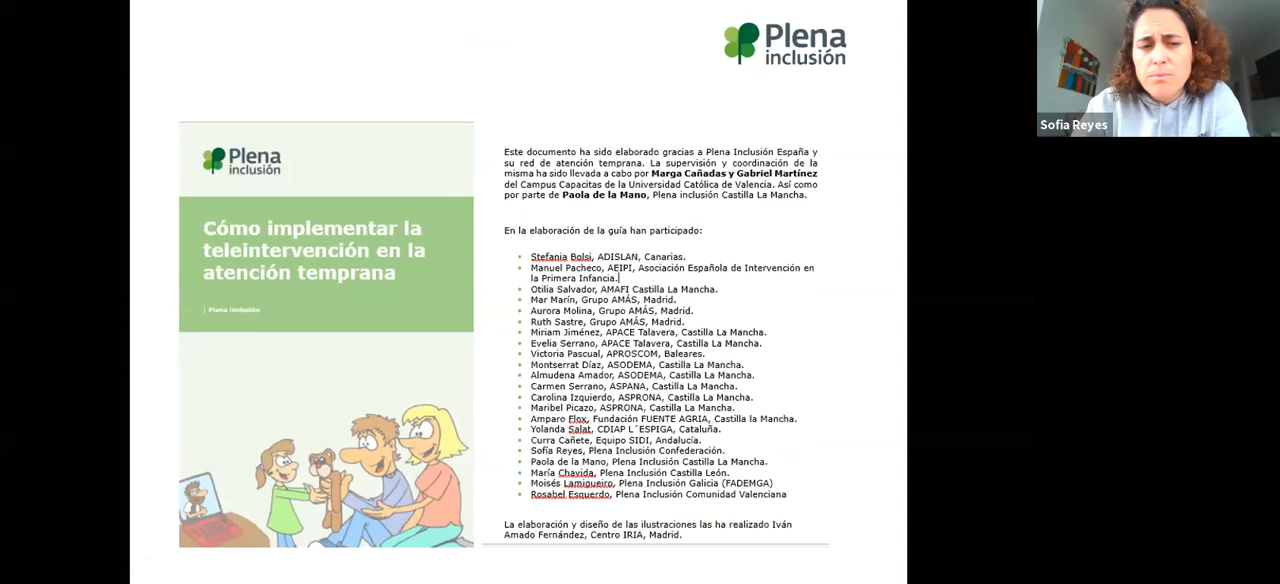 Plena
inclusión
Sofia Reyes
Plena
inclusión
Cómo implementar la
teleintervención en la
atención temprana
| Plena inclusión
Este documento ha sido elaborado gracias a Plena Inclusión España y
su red de atención temprana. La supervisión y coordinación de la
misma ha sido llevada a cabo por Marga Cañadas y Gabriel Martínez
del Campus Capacitas de la Universidad Católica de Valencia. Así como
por parte de Paola de la Mano, Plena inclusión Castilla La Mancha.
En la elaboración de la guía han participado:
• Stefania Bolsi, ADISLAN, Canarias.
• Manuel Pacheco, AEIPI, Asociación Española de Intervención en
la Primera Infancia.
• Otilia Salvador, AMAFI Castilla La Mancha.
• Mar Marín, Grupo AMÁS, Madrid.
• Aurora Molina, Grupo AMÁS, Madrid.
• Ruth Sastre, Grupo AMÁS, Madrid.
• Miriam Jiménez, APACE Talavera, Castilla La Mancha.
• Evelia Serrano, APACE Talavera, Castilla La Mancha.
• Victoria Pascual, APROSCOM, Baleares.
• Montserrat Díaz, ASODEMA, Castilla La Mancha.
• Almudena Amador, ASODEMA, Castilla La Mancha.
• Carmen Serrano, ASPANA, Castilla La Mancha.
• Carolina Izquierdo, ASPRONA, Castilla La Mancha.
• Maribel Picazo, ASPRONA, Castilla La Mancha.
• Amparo Flox, Fundación FUENTE AGRIA, Castilla la Mancha.
• Yolanda Salat, CDIAP L´ESPIGA, Cataluña.
• Curra Cañete, Equipo SIDI, Andalucía.
• Sofía Reyes, Plena Inclusión Confederación.
• Paola de la Mano, Plena Inclusión Castilla La Mancha.
• María Chavida, Plena Inclusión Castilla León.
• Moisés Lamigueiro, Plena Inclusión Galicia (FADEMGA)
• Rosabel Esquerdo, Plena Inclusión Comunidad Valenciana
La elaboración y diseño de las ilustraciones las ha realizado Iván
Amado Fernández, Centro IRIA, Madrid.